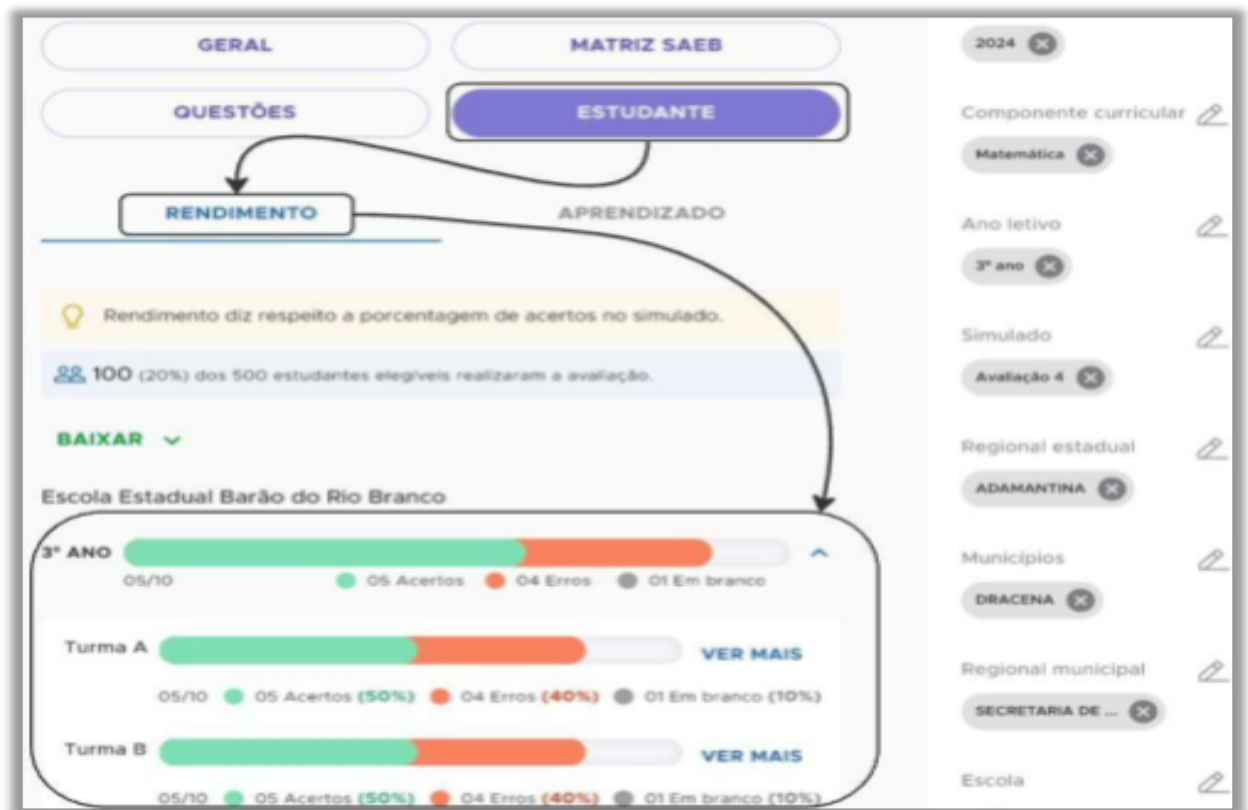 GERAL
MATRIZ SAEB
QUESTÕES
ESTUDANTE
RENDIMENTO
APRENDIZADO
Rendimento diz respeito a porcentagem de acertos no simulado.
100 (20%) dos 500 estudantes elegíveis realizaram a avaliação.
BAIXAR
Escola Estadual Barão do Rio Branco
3º ANO
05/10 05 Acertos 04 Erros 01 Em branco
Turma A
VER MAIS
05/10 05 Acertos (50%) 04 Erros (40%) 01 Em branco (10%)
Turma B
VER MAIS
05/10 05 Acertos (50%) 04 Erros (40%) 01 Em branco (10%)
2024
Componente curricular
Matemática
Ano letivo
3º ano
Simulado
Avaliação 4
Regional estadual
ADAMANTINA
Municípios
DRACENA
Regional municipal
SECRETARIA DE ...
Escola